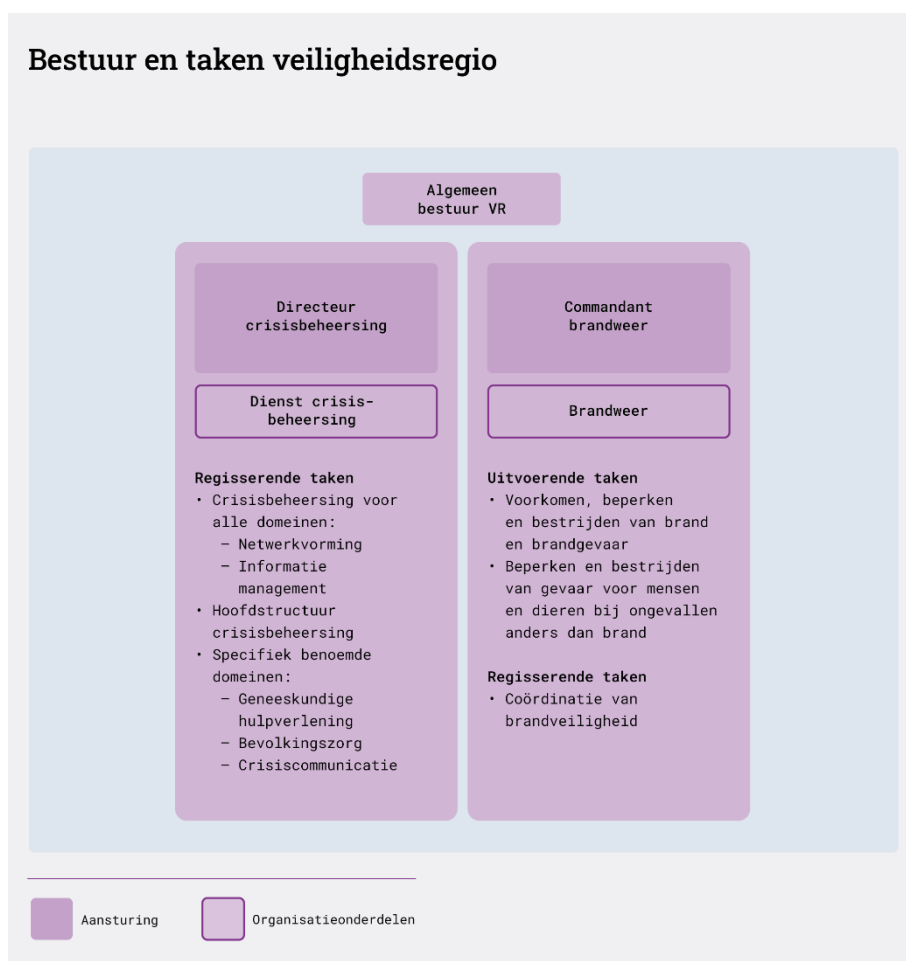 Bestuur en taken veiligheidsregio
Algemeen
bestuur VR
Directeur
crisisbeheersing
Dienst crisis-
beheersing
Regisserende taken
• Crisisbeheersing voor
alle domeinen:
– Netwerkvorming
– Informatie
management
• Hoofdstructuur
crisisbeheersing
• Specifiek benoemde
domeinen:
– Geneeskundige
hulpverlening
– Bevolkingszorg
– Crisiscommunicatie
Commandant
brandweer
Brandweer
Uitvoerende taken
• Voorkomen, beperken
en bestrijden van brand
en brandgevaar
• Beperken en bestrijden
van gevaar voor mensen
en dieren bij ongevallen
anders dan brand
Regisserende taken
• Coördinatie van
brandveiligheid
Aansturing
Organisatieonderdelen